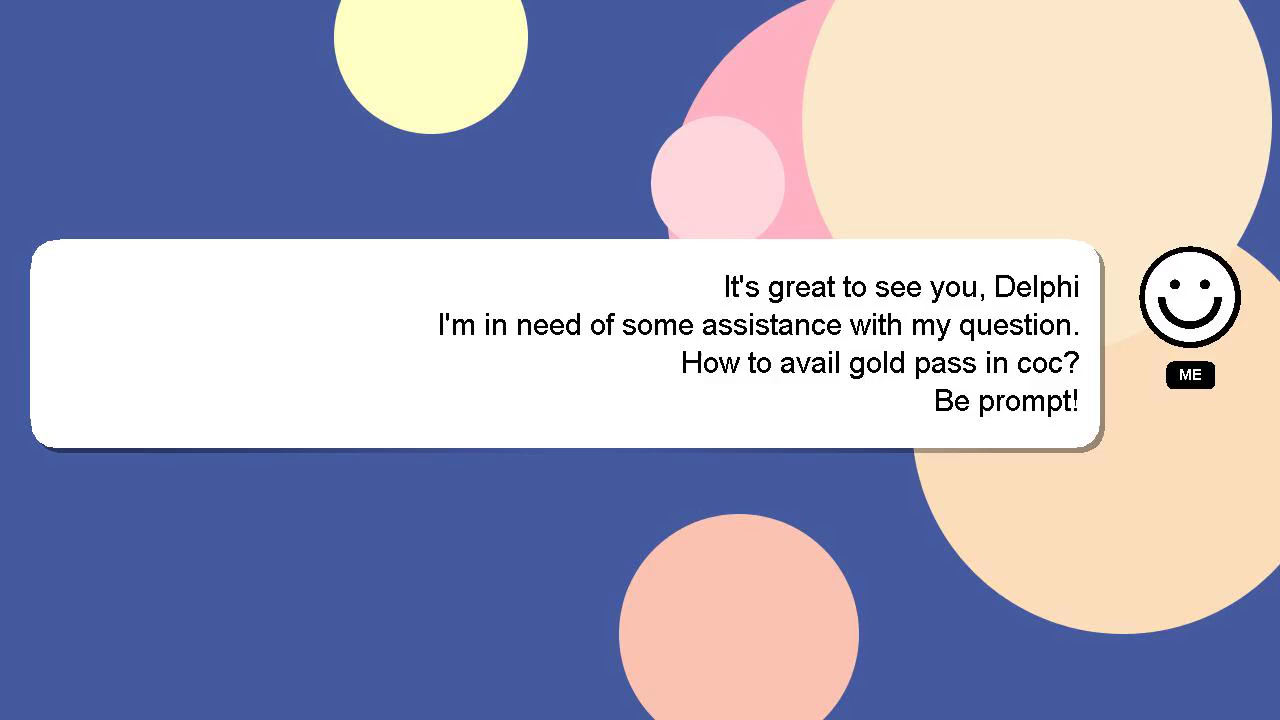 It's great to see you, Delphi
I'm in need of some assistance with my question.
How to avail gold pass in coc?
Be prompt!
ME